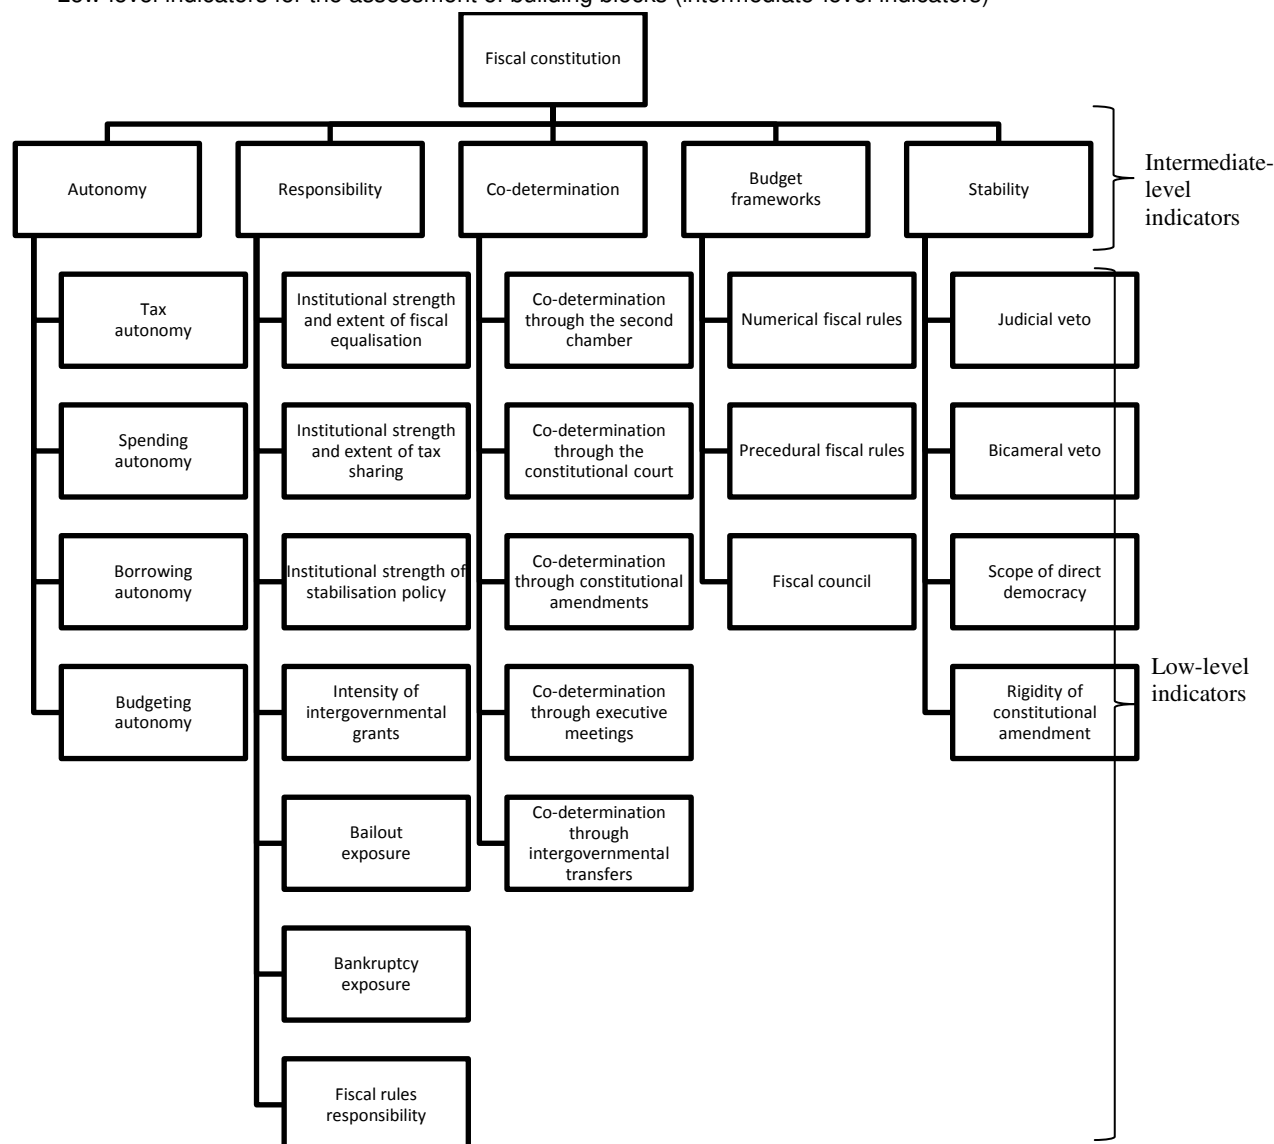 Low-level indicators for the assessment of building blocks (intermediate-level indicators)
Fiscal constitution
Autonomy
Responsibility
Co-determination
Budget
frameworks
Stability
Intermediate-
level
indicators
Tax
autonomy
Spending
autonomy
Borrowing
autonomy
Budgeting
autonomy
Institutional strength
and extent of fiscal
equalisation
Institutional strength
and extent of tax
sharing
Institutional strength of
stabilisation policy
Intensity of
intergovernmental
grants
Bailout
exposure
Bankruptcy
exposure
Fiscal rules
responsibility
Co-determination
through the second
chamber
Co-determination
through the
constitutional court
Co-determination
through constitutional
amendments
Co-determination
through executive
meetings
Co-determination
through
intergovernmental
transfers
Numerical fiscal rules
Precedural fiscal rules
Fiscal council
Judicial veto
Bicameral veto
Scope of direct
democracy
Rigidity of
constitutional
amendment
Low-level
indicators